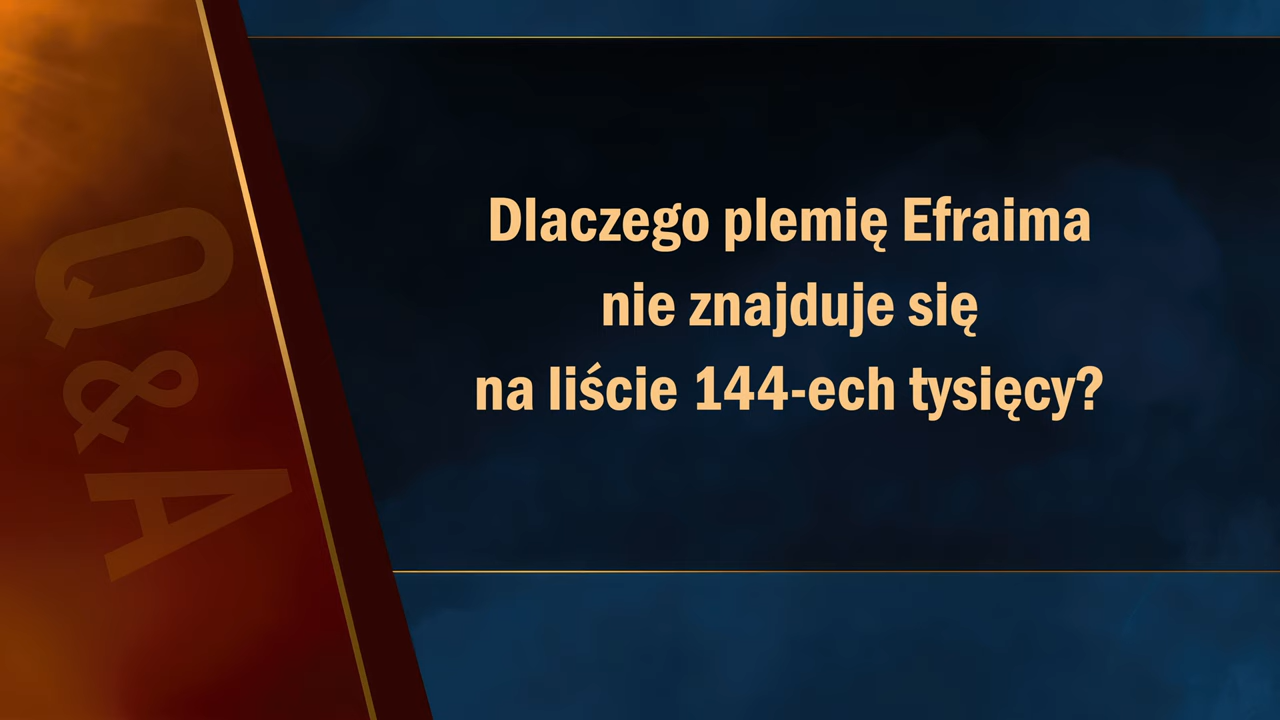 Q & A
Dlaczego plemię Efraima
nie znajduje się
na liście 144-ech tysięcy?